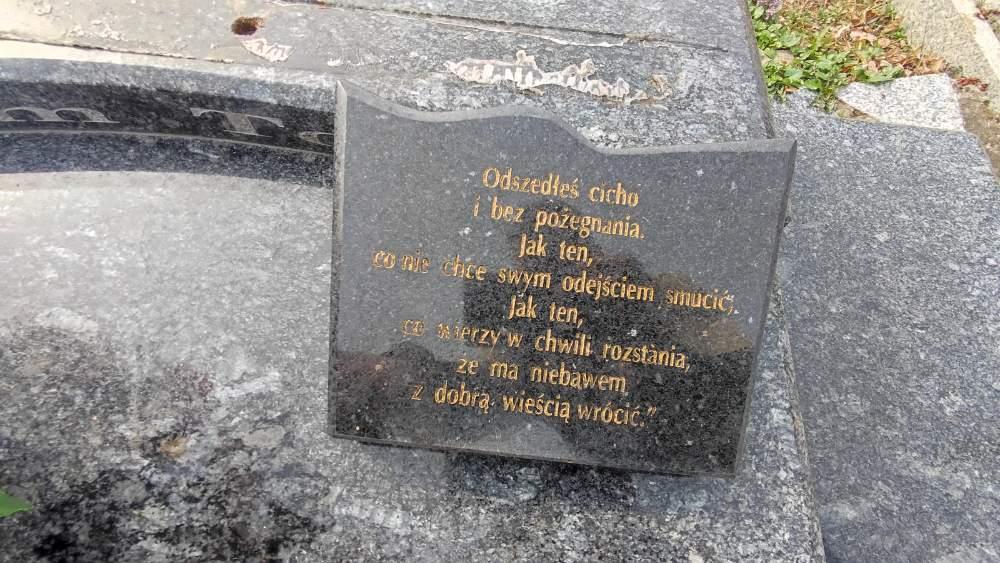 m. T
Odszedłeś cicho
i bez pożegnania.
Jak ten,
co nie chce swym odejściem smucić,
Jak ten,
co wierzy w chwili rozstania,
że ma niebawem
z dobrą wieścią wrócić."